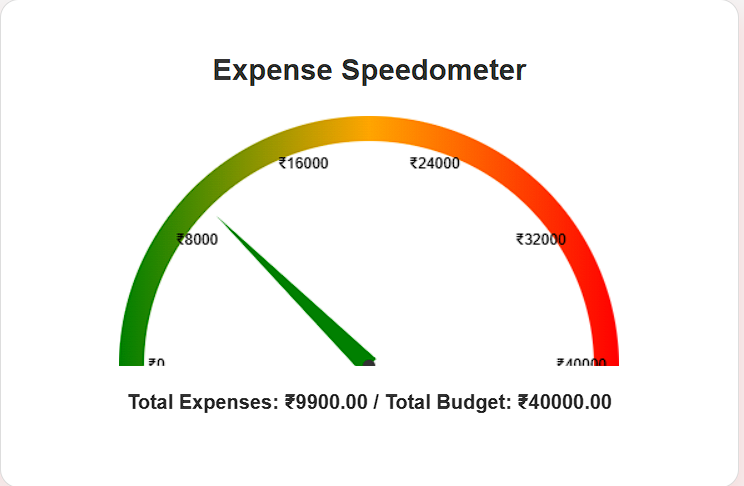 Expense Speedometer
₹16000 ₹24000
₹8000 ₹32000
₹0 ₹40000
Total Expenses: ₹9900.00 / Total Budget: ₹40000.00